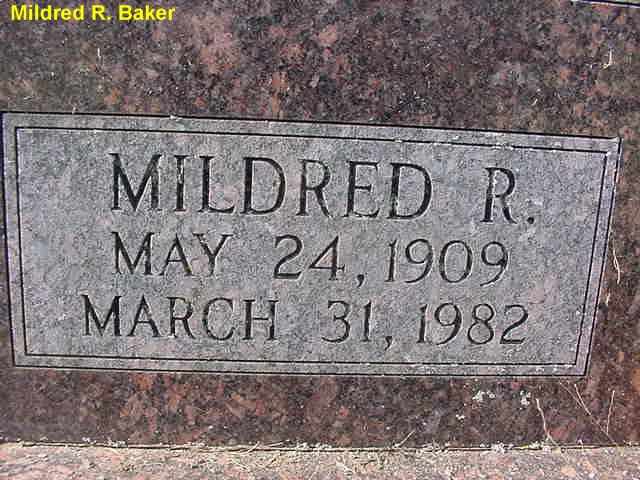 Mildred R. Baker
MILDRED R.
MAY 24, 1909
MARCH 31, 1982